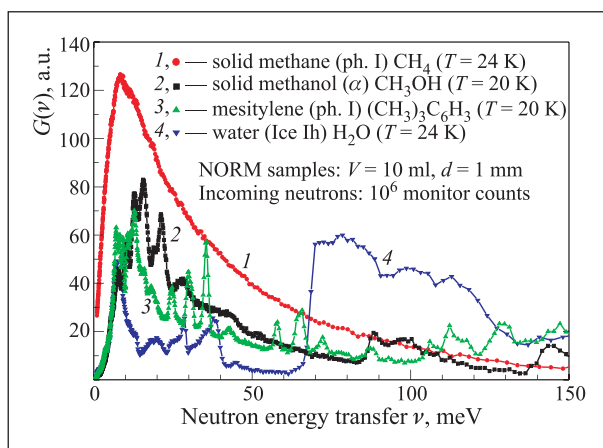 140
120
100
80
60
40
20
0
G(ν), a.u.
1, — solid methane (ph. I) CH₄ (T = 24 K)
2, — solid methanol (α) CH₃OH (T = 20 K)
3, — mesitylene (ph. I) (CH₃)₃C₆H₃ (T = 20 K)
4, — water (Ice Ih) H₂O (T = 24 K)
NORM samples: V = 10 ml, d = 1 mm
Incoming neutrons: 10⁶ monitor counts
1
2
3
4
50
100
150
Neutron energy transfer ν, meV